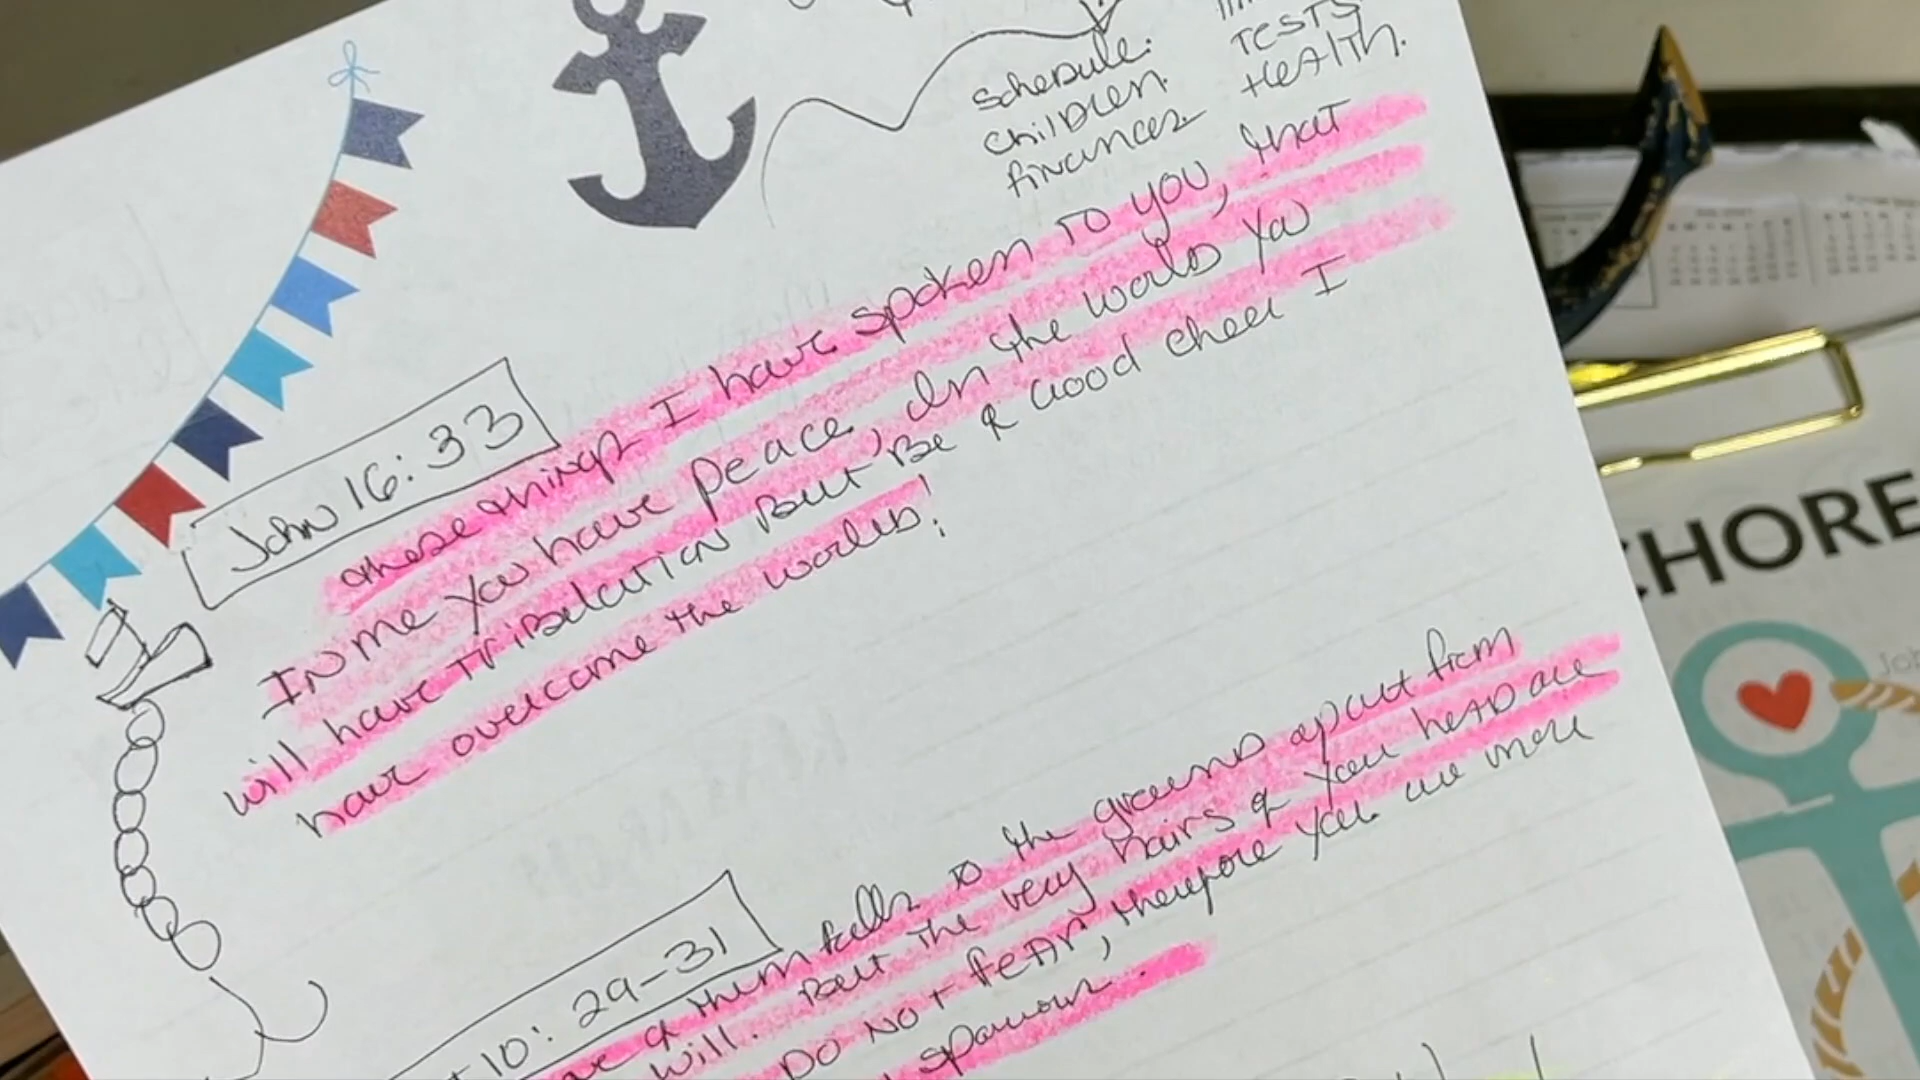 schedule.
children.
finances.
TESTS.
HEALTH.
John 16:33
these things I have spoken to you, that
IN me you have peace, In the world you
will have tribulation But Be of good cheer I
have overcome the world!
10: 29-31
of them falls to the ground apart from
will. But the very hairs of your head are
DO NOT FEAR, therefore you are more
sparrows.
CHORE